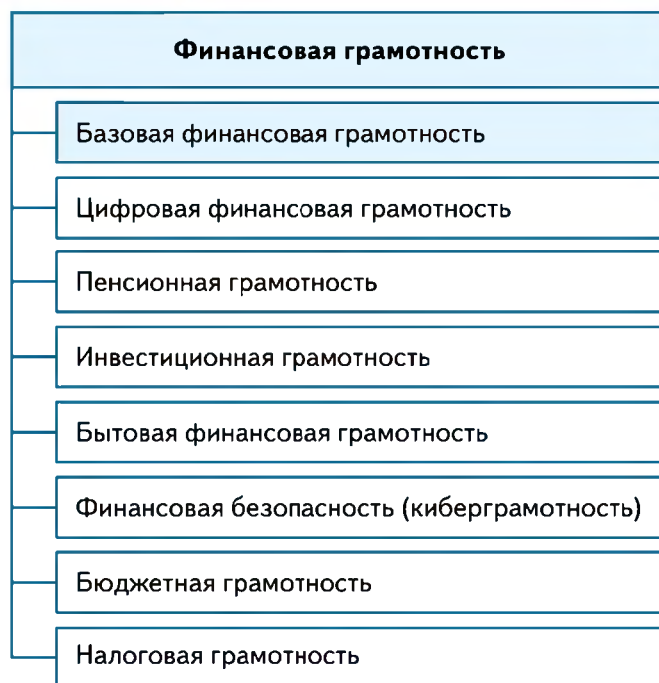 Финансовая грамотность
Базовая финансовая грамотность
Цифровая финансовая грамотность
Пенсионная грамотность
Инвестиционная грамотность
Бытовая финансовая грамотность
Финансовая безопасность (киберграмотность)
Бюджетная грамотность
Налоговая грамотность